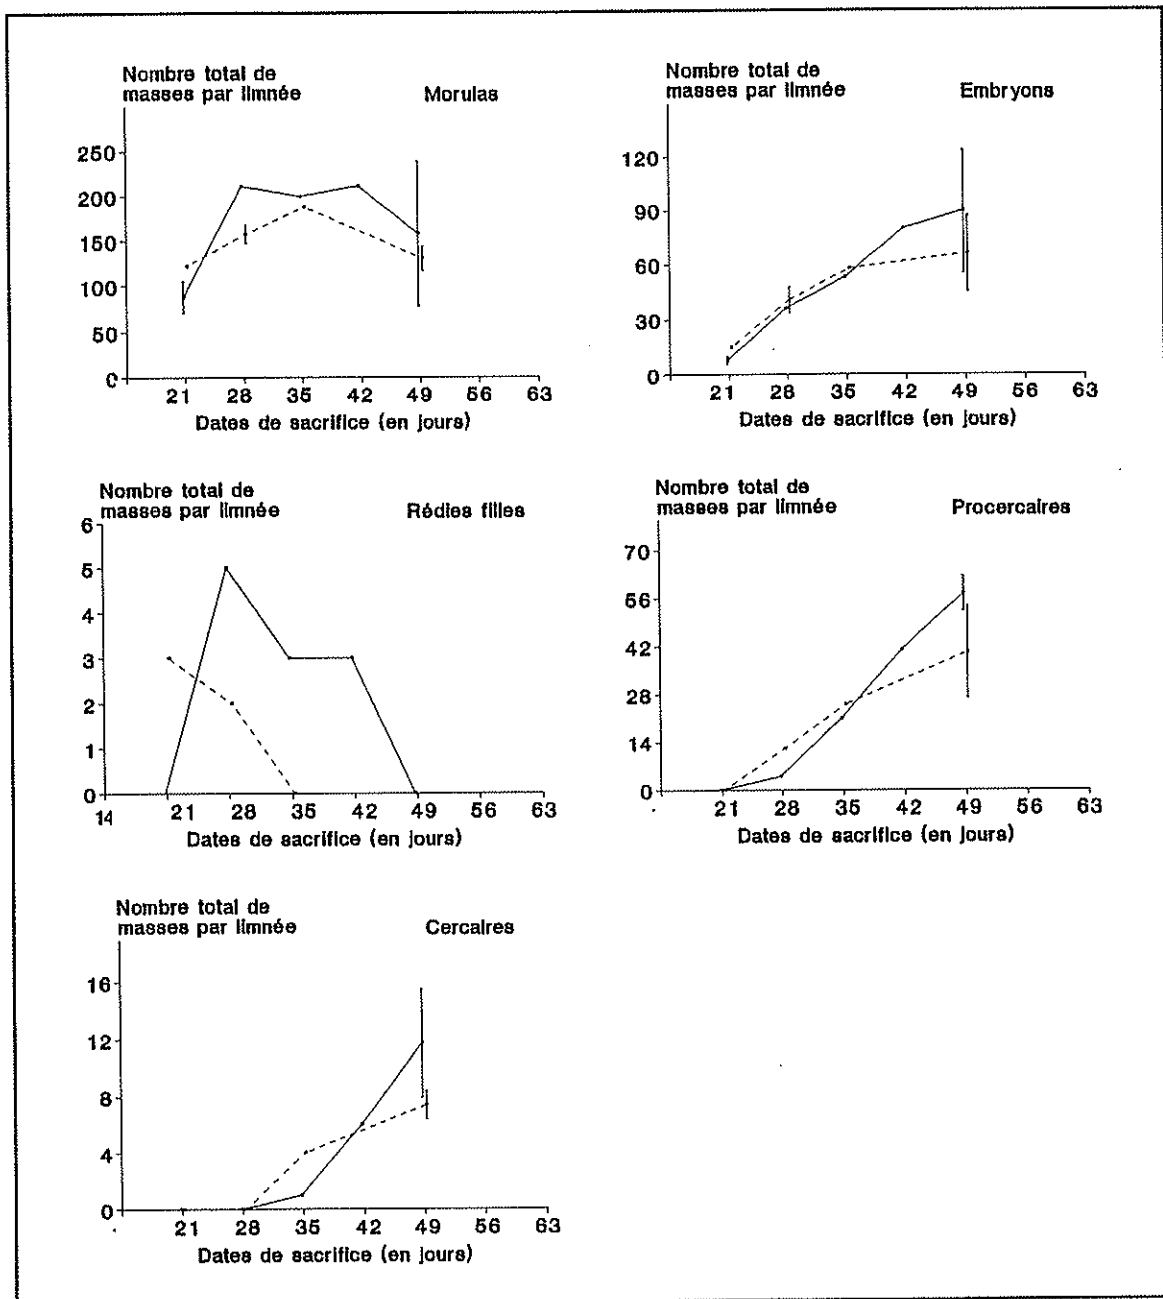 Nombre total de
masses par limnée
Morulas
250
200
150
100
50
0
21 28 35 42 49 56 63
Dates de sacrifice (en jours)
Nombre total de
masses par limnée
Embryons
120
90
60
30
0
21 28 35 42 49 56 63
Dates de sacrifice (en jours)
Nombre total de
masses par limnée
Rédies filles
6
5
4
3
2
1
0
14 21 28 35 42 49 56 63
Dates de sacrifice (en jours)
Nombre total de
masses par limnée
Procercaires
70
56
42
28
14
0
21 28 35 42 49 56 63
Dates de sacrifice (en jours)
Nombre total de
masses par limnée
Cercaires
16
12
8
4
0
21 28 35 42 49 56 63
Dates de sacrifice (en jours)